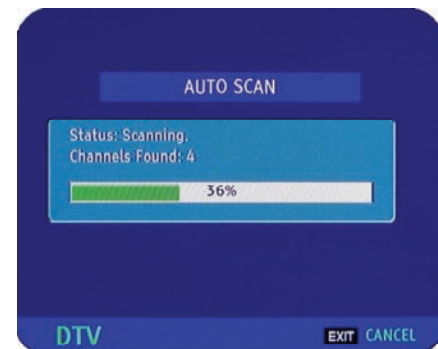 AUTO SCAN
Status: Scanning.
Channels Found: 4
36%
DTV
EXIT CANCEL